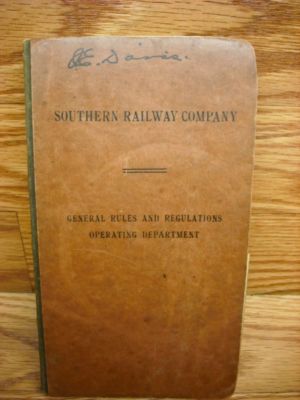 C.E. Davis.
SOUTHERN RAILWAY COMPANY
GENERAL RULES AND REGULATIONS
OPERATING DEPARTMENT